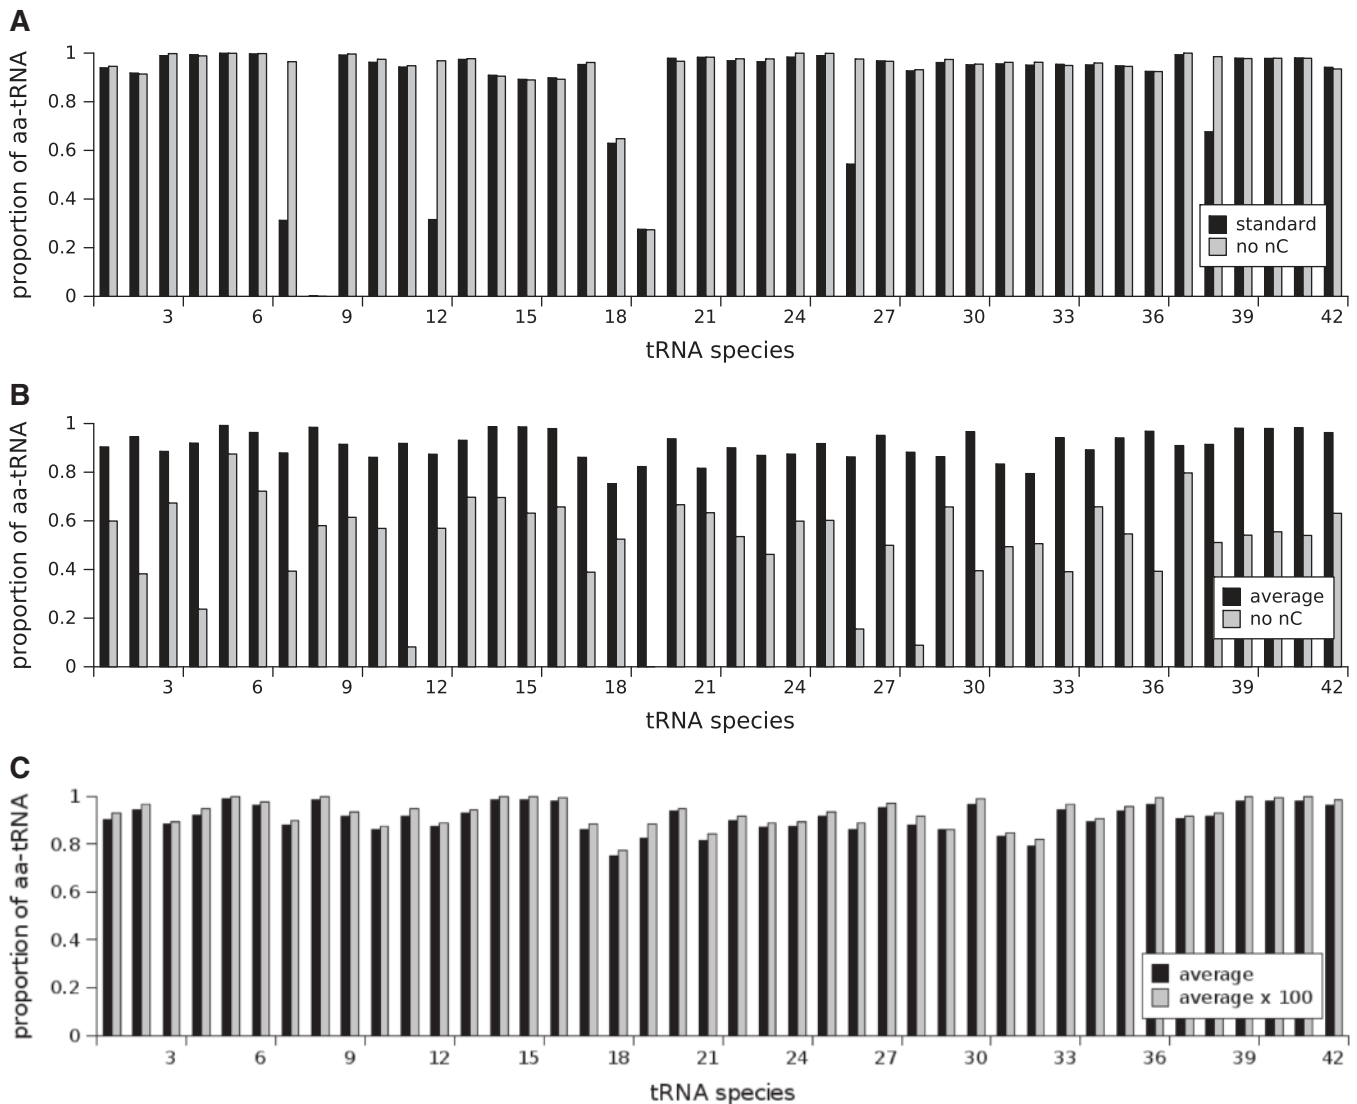 A
proportion of aa-tRNA
1
0.8
0.6
0.4
0.2
0
3 6 9 12 15 18 21 24 27 30 33 36 39 42
tRNA species
standard
no nC
B
proportion of aa-tRNA
1
0.8
0.6
0.4
0.2
0
3 6 9 12 15 18 21 24 27 30 33 36 39 42
tRNA species
average
no nC
C
proportion of aa-tRNA
1
0.8
0.6
0.4
0.2
0
3 6 9 12 15 18 21 24 27 30 33 36 39 42
tRNA species
average
average x 100